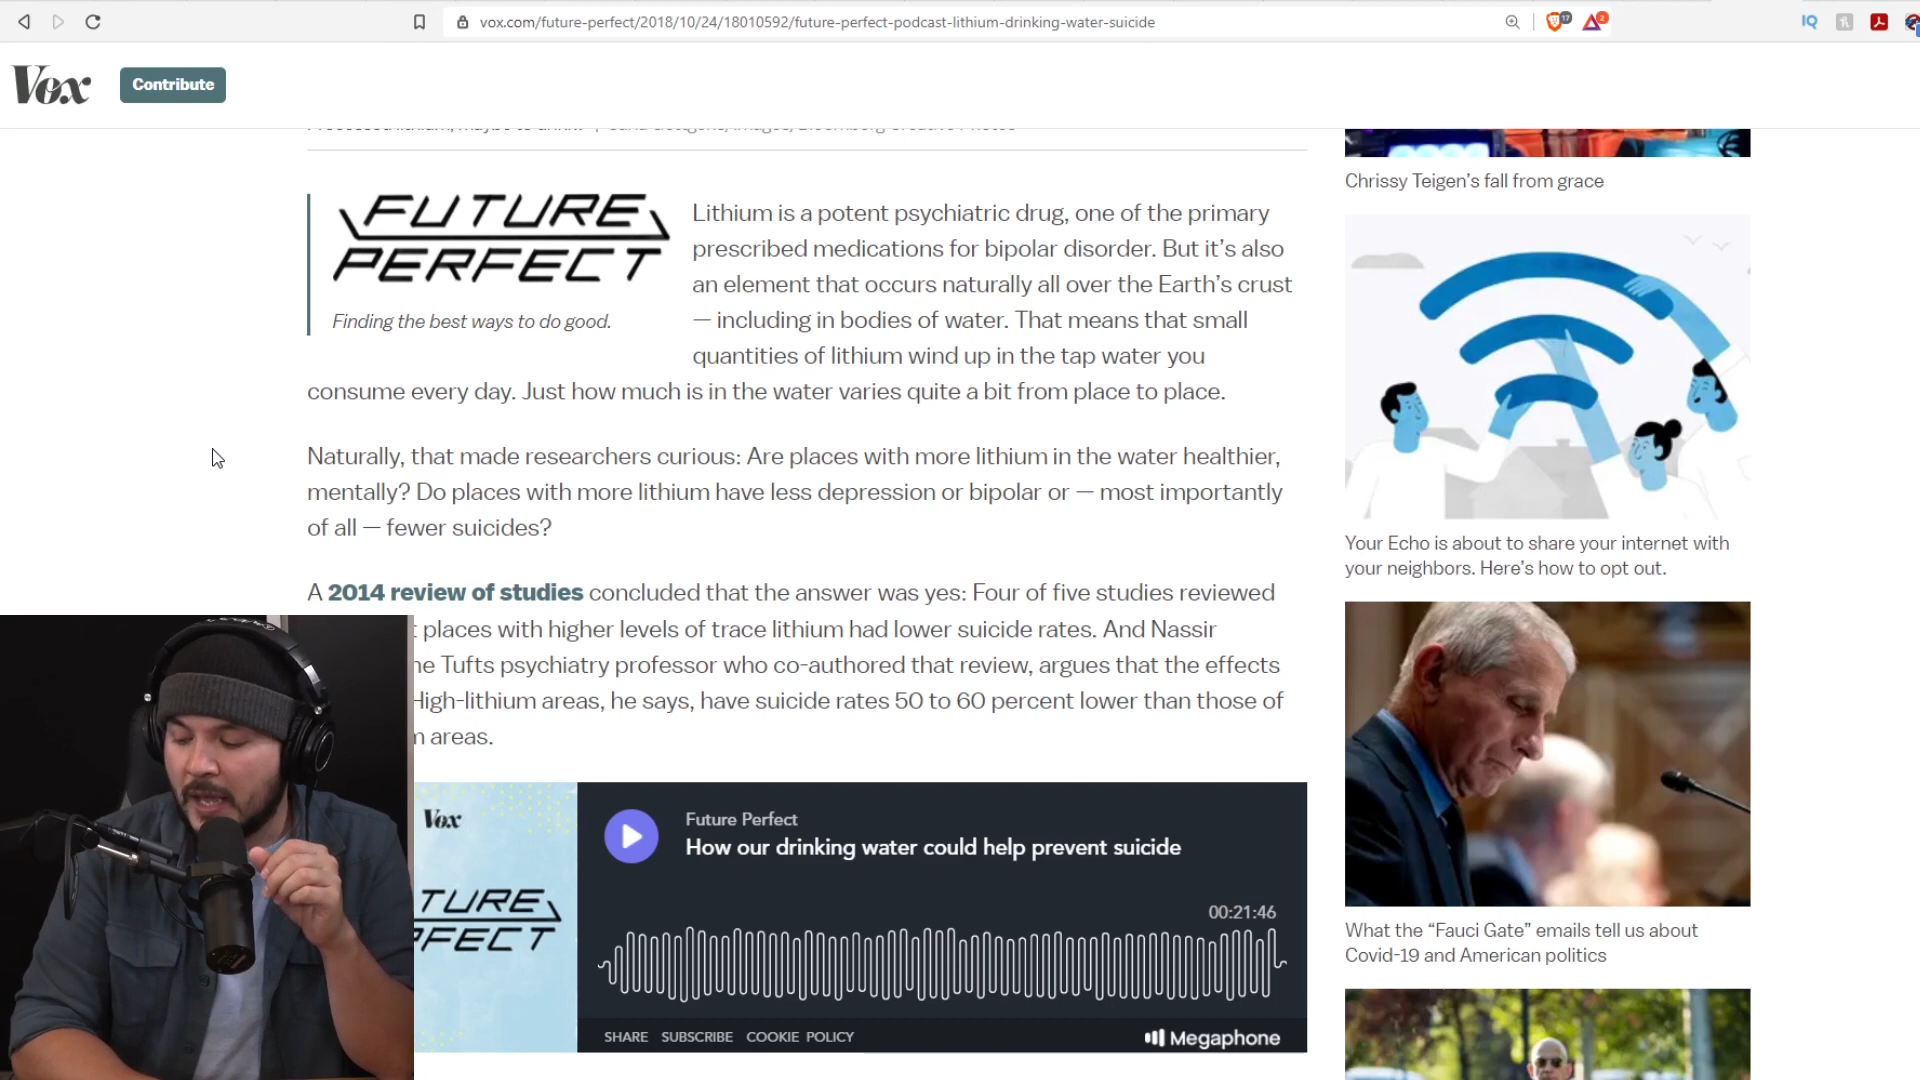 vox.com/future-perfect/2018/10/24/18010592/future-perfect-podcast-lithium-drinking-water-suicide
17
2
IQ
Vox
Contribute
FUTURE
PERFECT
Finding the best ways to do good.
Lithium is a potent psychiatric drug, one of the primary
prescribed medications for bipolar disorder. But it's also
an element that occurs naturally all over the Earth's crust
— including in bodies of water. That means that small
quantities of lithium wind up in the tap water you
consume every day. Just how much is in the water varies quite a bit from place to place.
Naturally, that made researchers curious: Are places with more lithium in the water healthier,
mentally? Do places with more lithium have less depression or bipolar or — most importantly
of all — fewer suicides?
A 2014 review of studies concluded that the answer was yes: Four of five studies reviewed
places with higher levels of trace lithium had lower suicide rates. And Nassir
Tufts psychiatry professor who co-authored that review, argues that the effects
High-lithium areas, he says, have suicide rates 50 to 60 percent lower than those of
areas.
Vox
TURE
FECT
Future Perfect
How our drinking water could help prevent suicide
00:21:46
SHARE SUBSCRIBE COOKIE POLICY
Megaphone
Chrissy Teigen's fall from grace
Your Echo is about to share your internet with
your neighbors. Here's how to opt out.
What the "Fauci Gate" emails tell us about
Covid-19 and American politics